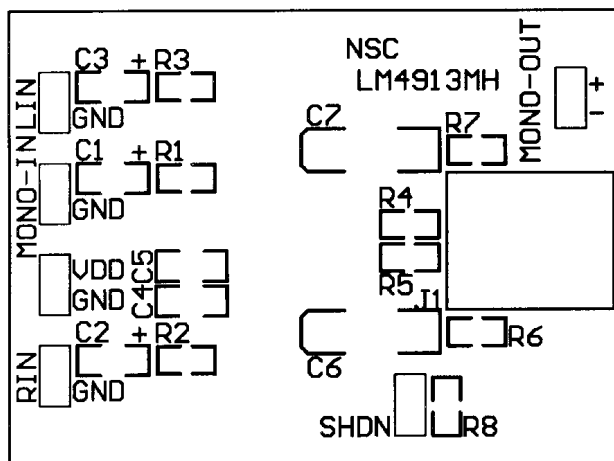 C3 + R3
LIN
GND
NSC
LM4913MH
MONO-OUT
+
-
C7
R7
C1 + R1
MONO-IN
GND
R4
VDD
C5
GND
C4
R5
J1
C2 + R2
RIN
GND
C6
R6
SHDN
R8